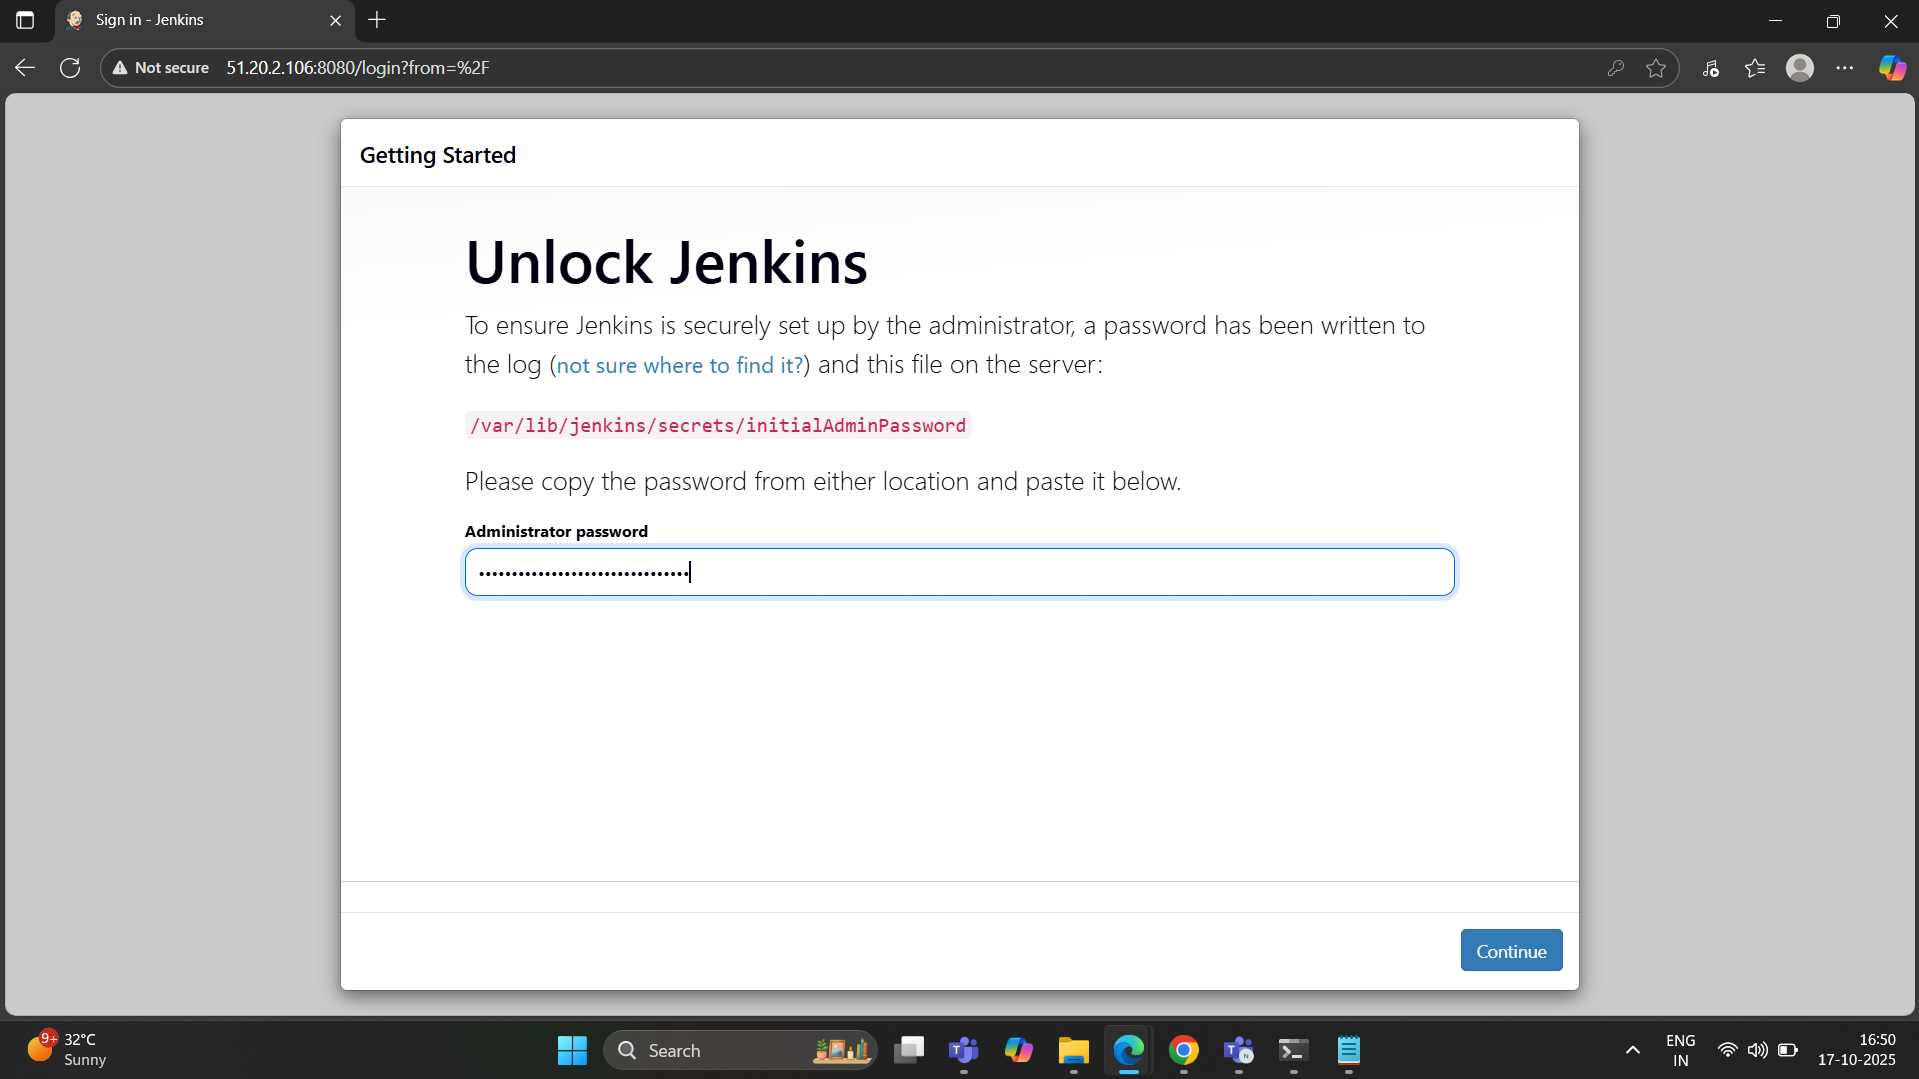 Sign in - Jenkins
Not secure 51.20.2.106:8080/login?from=%2F
Getting Started
Unlock Jenkins
To ensure Jenkins is securely set up by the administrator, a password has been written to
the log (not sure where to find it?) and this file on the server:
/var/lib/jenkins/secrets/initialAdminPassword
Please copy the password from either location and paste it below.
Administrator password
••••••••••••••••••••••••••••••••
Continue
9+
32°C
Sunny
Search
ENG
IN
16:50
17-10-2025